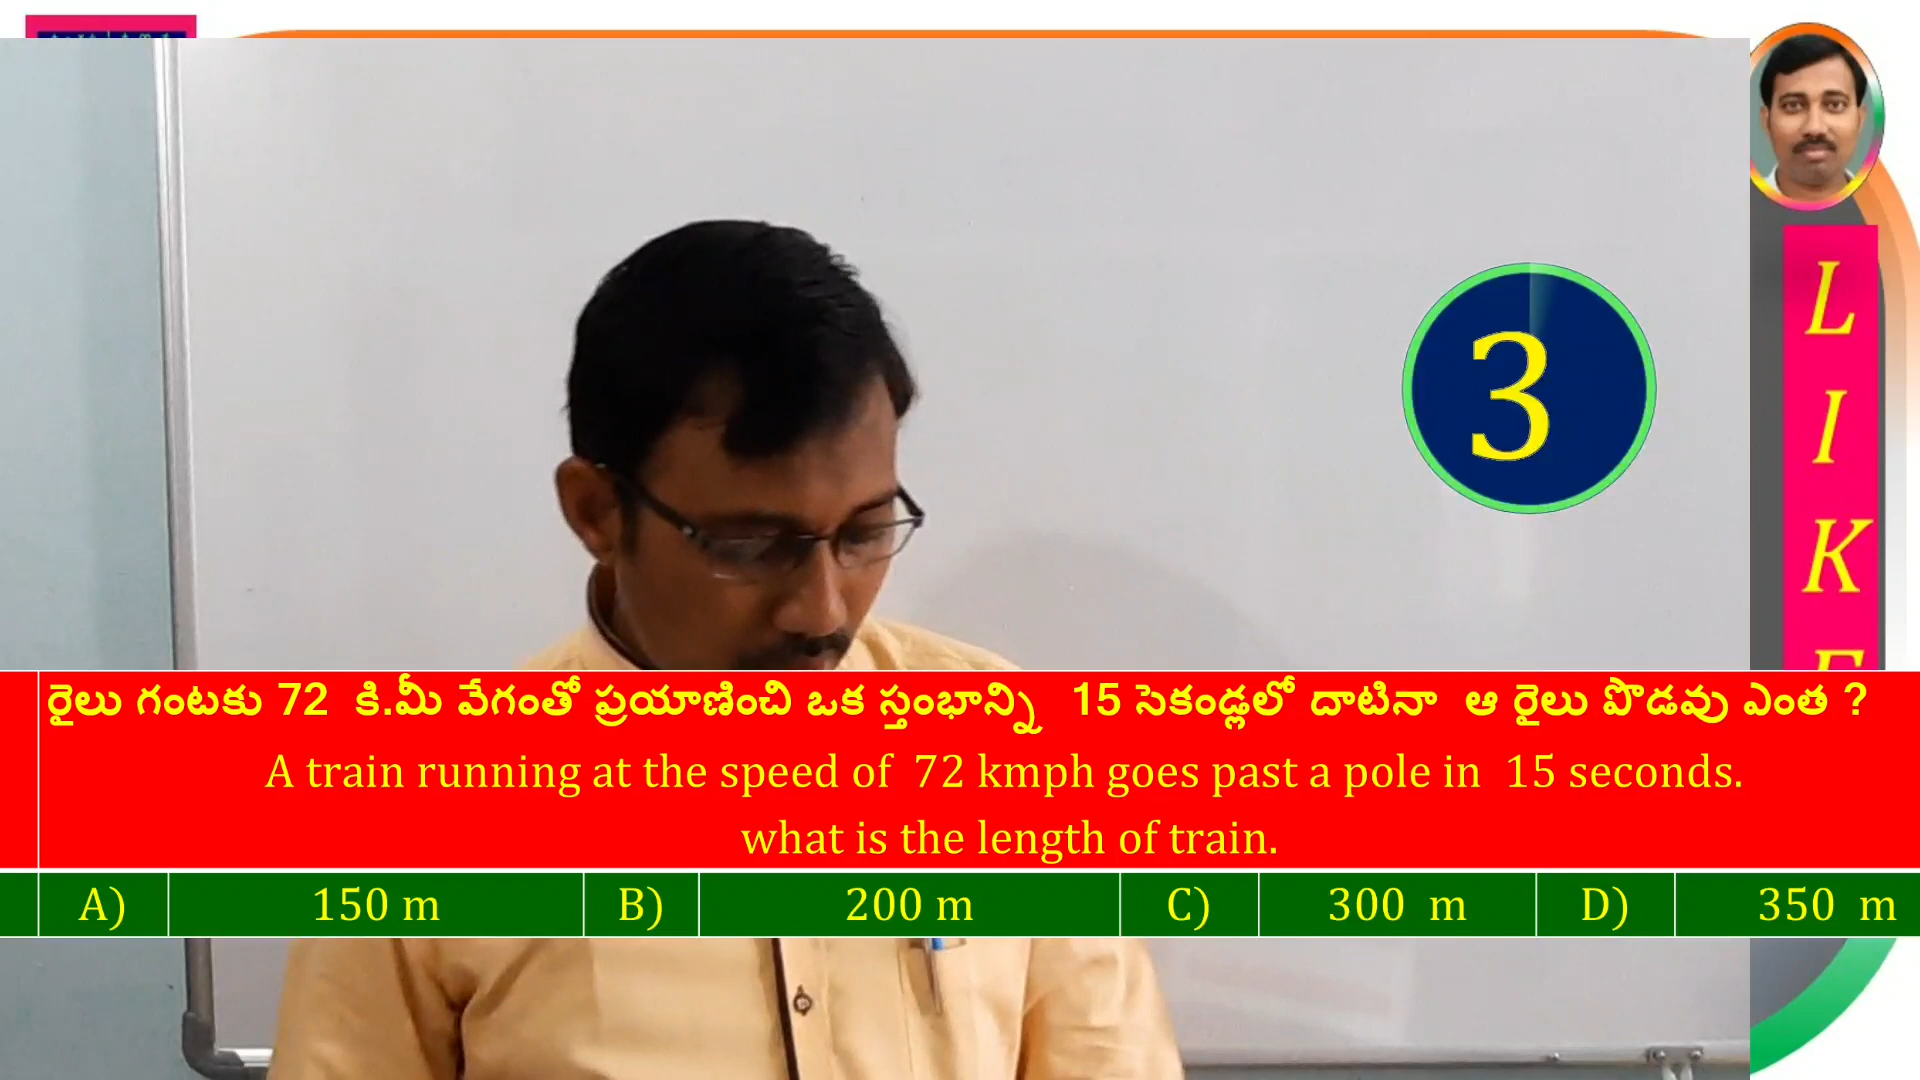 3
L
I
K
రైలు గంటకు 72 కి.మీ వేగంతో ప్రయాణించి ఒక స్తంభాన్ని 15 సెకండ్లలో దాటినా ఆ రైలు పొడవు ఎంత ?
A train running at the speed of 72 kmph goes past a pole in 15 seconds.
what is the length of train.
A) 150 m B) 200 m C) 300 m D) 350 m